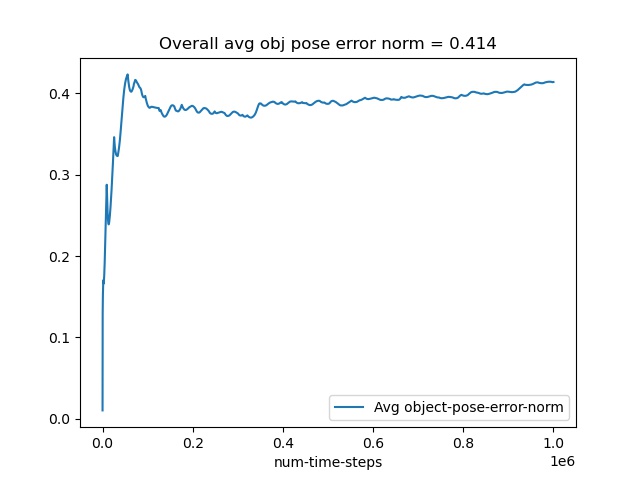 Overall avg obj pose error norm = 0.414
0.4
0.3
0.2
0.1
0.0
Avg object-pose-error-norm
0.0 0.2 0.4 0.6 0.8 1.0
1e6
num-time-steps